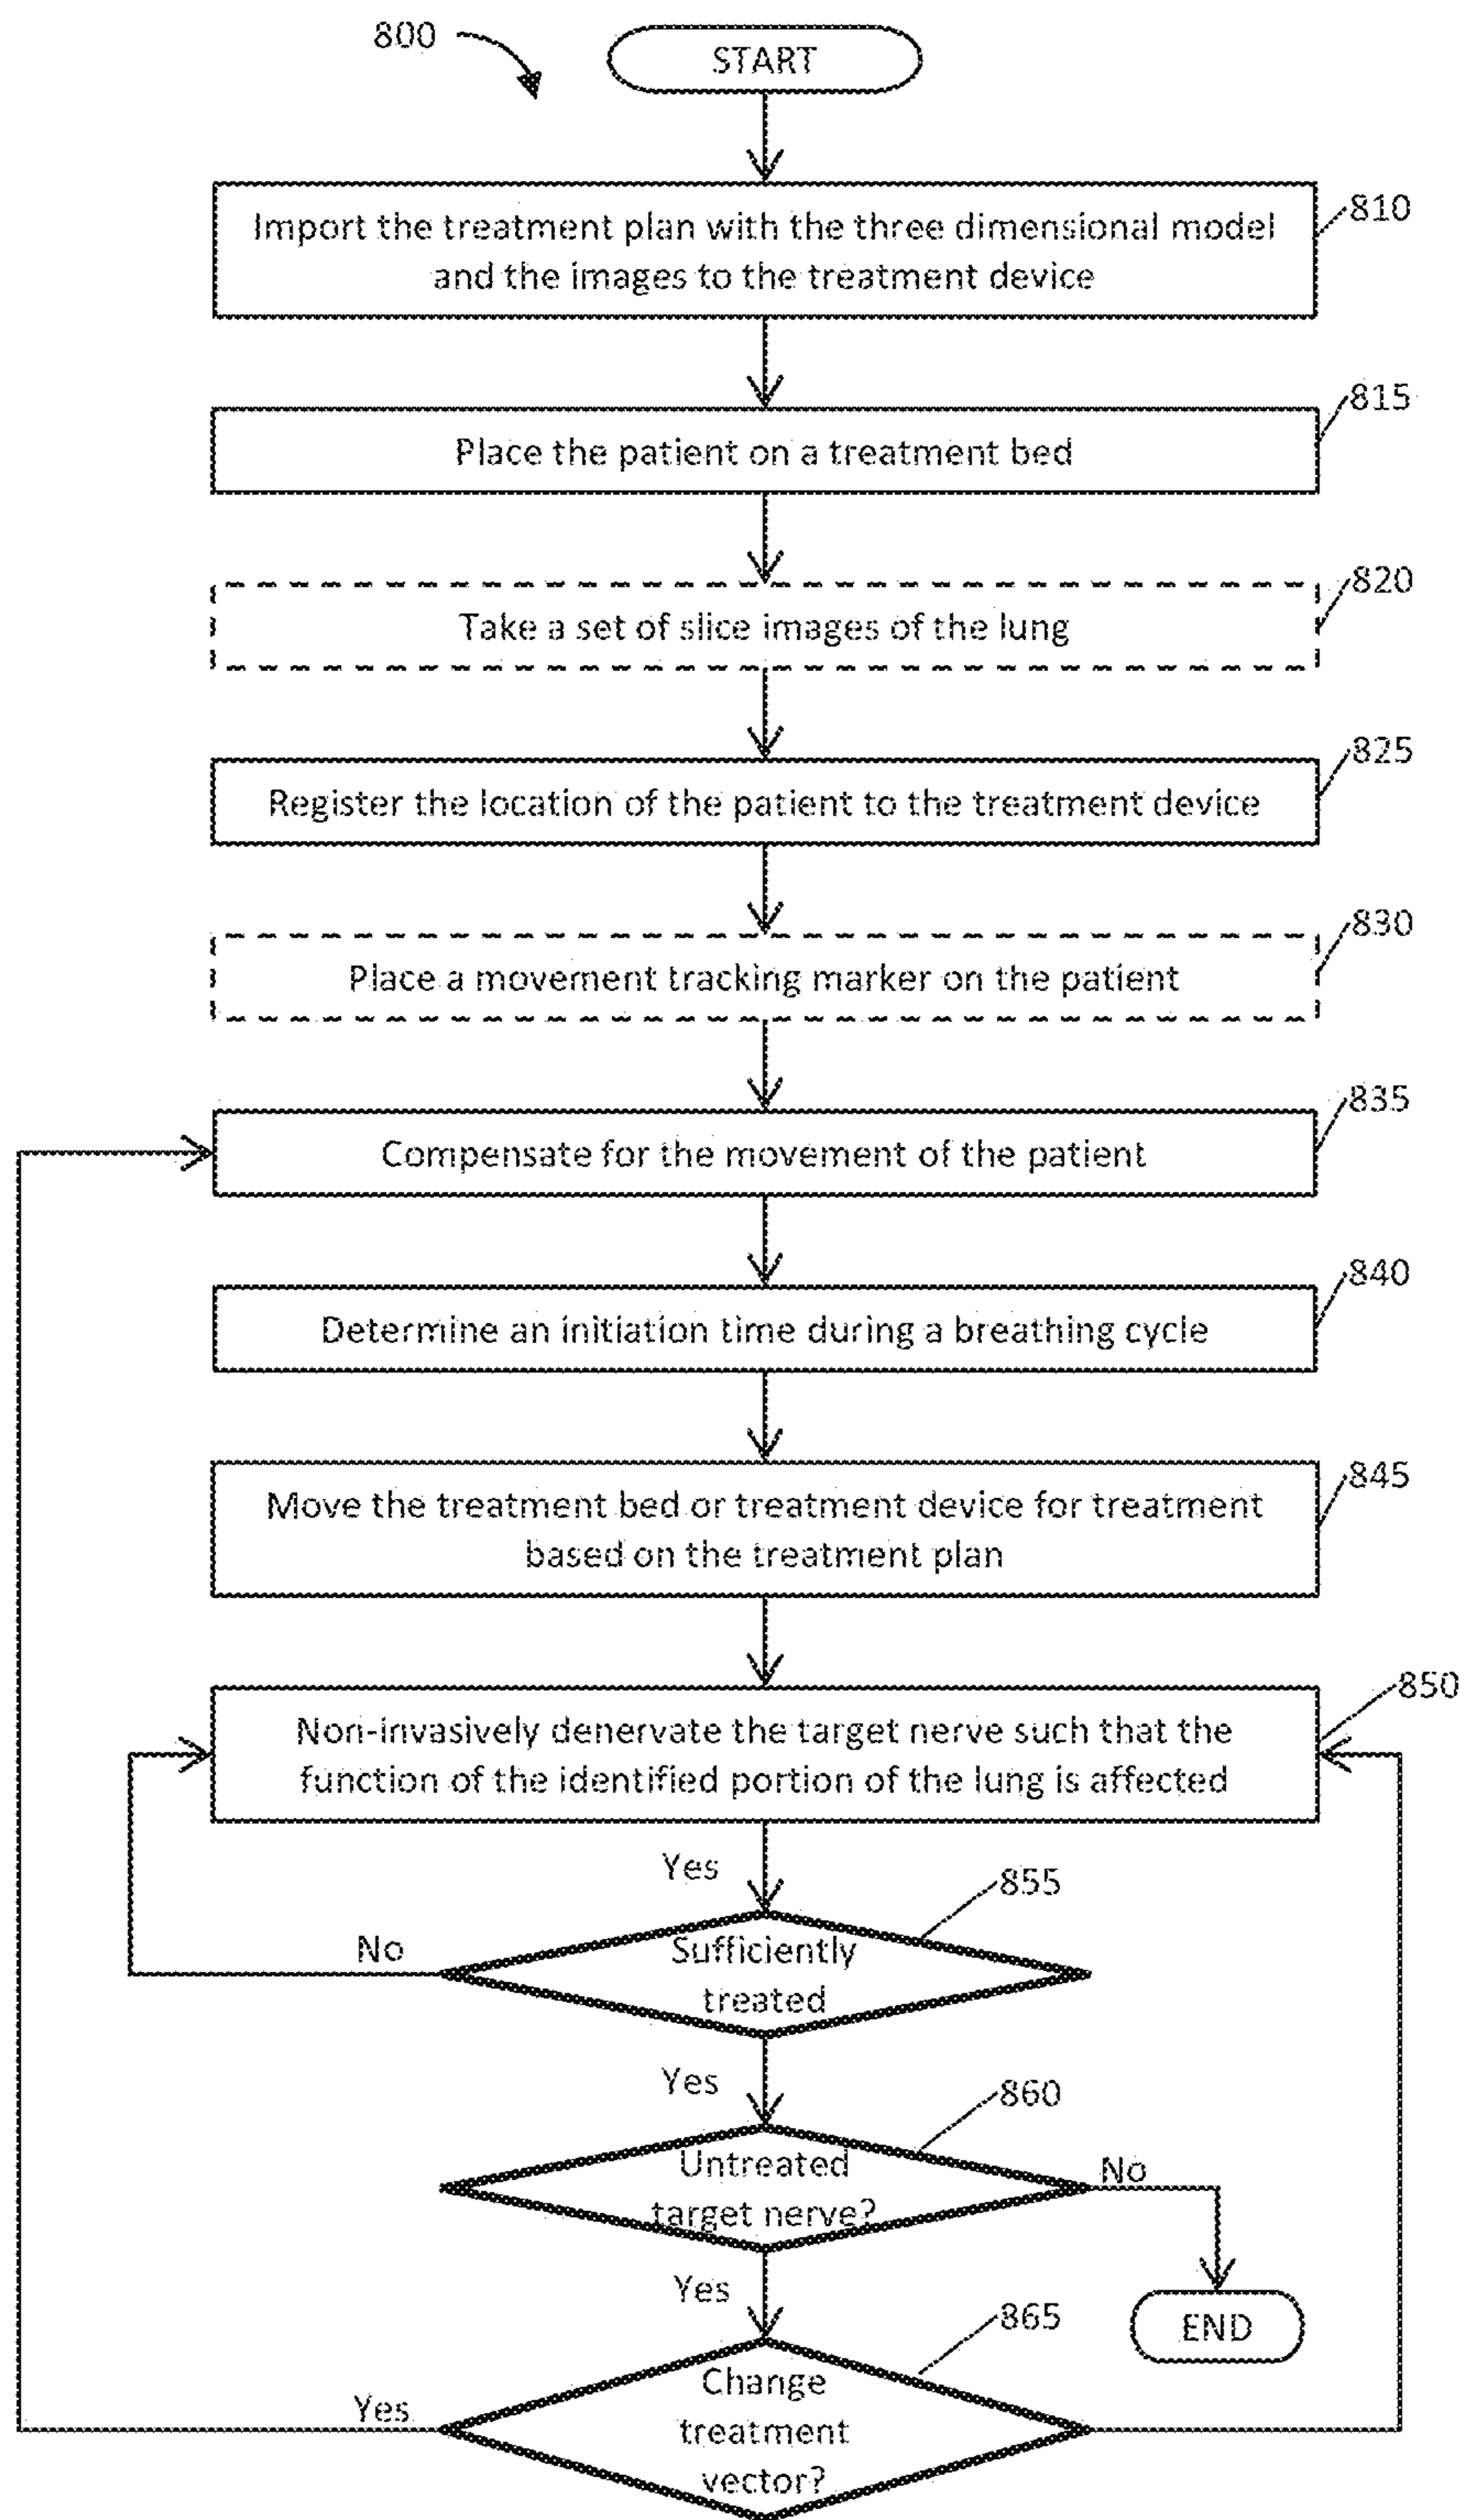 800
START
Import the treatment plan with the three dimensional model
and the images to the treatment device
810
Place the patient on a treatment bed
815
Take a set of slice images of the lung
820
Register the location of the patient to the treatment device
825
Place a movement tracking marker on the patient
830
Compensate for the movement of the patient
835
Determine an initiation time during a breathing cycle
840
Move the treatment bed or treatment device for treatment
based on the treatment plan
845
Non-invasively denervate the target nerve such that the
function of the identified portion of the lung is affected
850
Yes
855
Sufficiently
treated
No
Yes
860
Untreated
target nerve?
No
Yes
END
865
Change
treatment
vector?
Yes